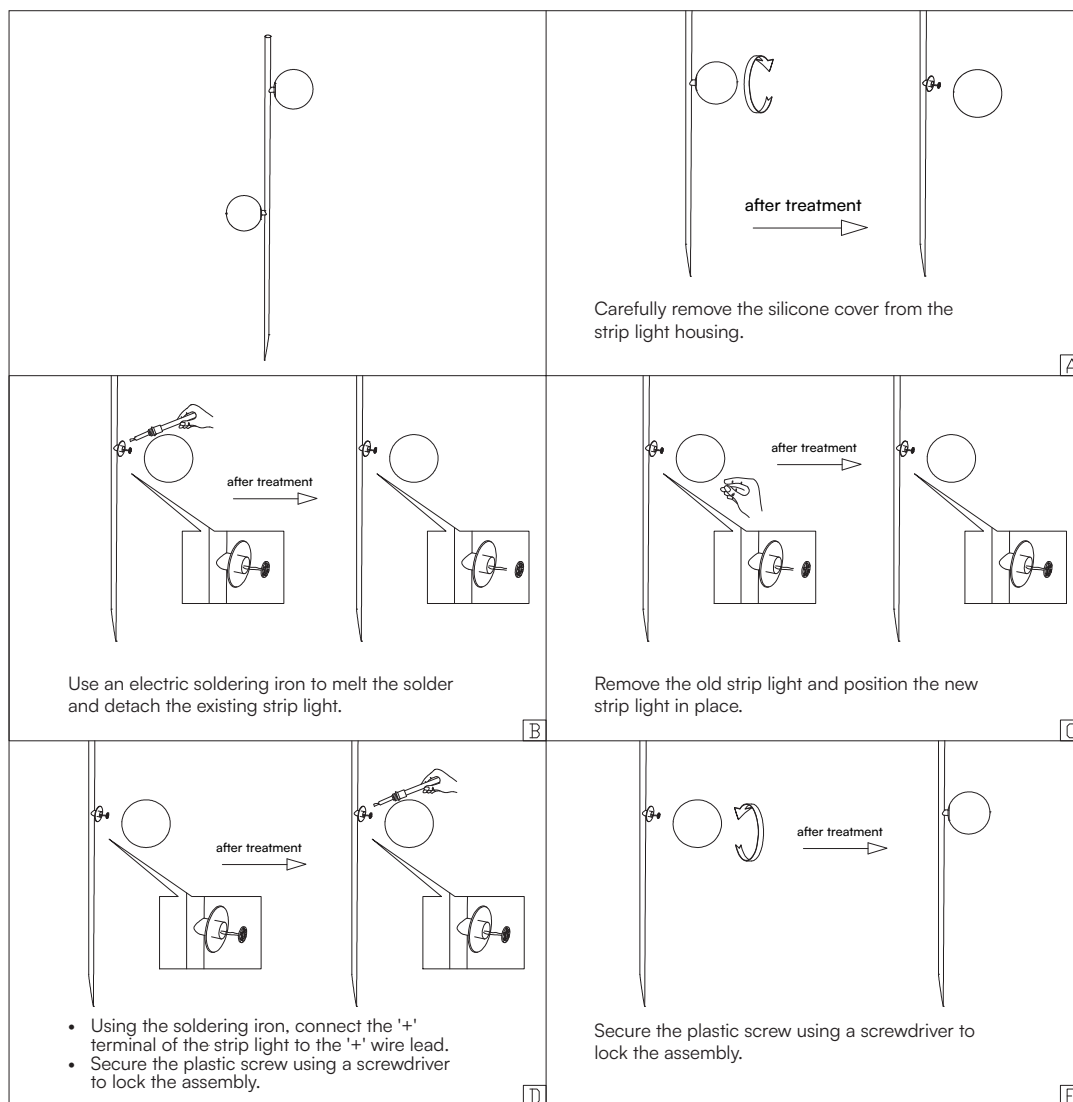 after treatment
Carefully remove the silicone cover from the
strip light housing.
A
after treatment
Use an electric soldering iron to melt the solder
and detach the existing strip light.
B
after treatment
Remove the old strip light and position the new
strip light in place.
C
after treatment
• Using the soldering iron, connect the '+'
terminal of the strip light to the '+' wire lead.
• Secure the plastic screw using a screwdriver
to lock the assembly.
D
after treatment
Secure the plastic screw using a screwdriver to
lock the assembly.
E